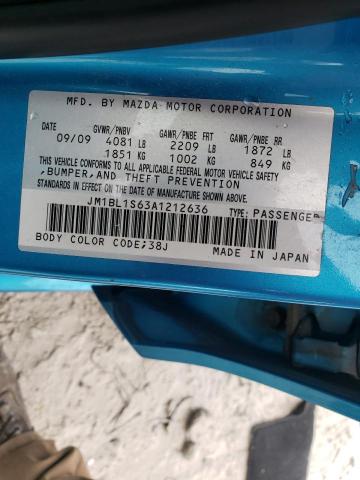 MFD. BY MAZDA MOTOR CORPORATION
DATE GVWR/PNBV GAWR/PNBE FRT GAWR/PNBE RR
09/09 4081 LB 2209 LB 1872 LB
1851 KG 1002 KG 849 KG
THIS VEHICLE CONFORMS TO ALL APPLICABLE FEDERAL MOTOR VEHICLE SAFETY
,BUMPER,AND THEFT PREVENTION
STANDARDS IN EFFECT ON THE DATE OF MANUFACTURE SHOWN ABOVE.
JM1BL1S63A1212636 TYPE: PASSENGER
BODY COLOR CODE;38J MADE IN JAPAN